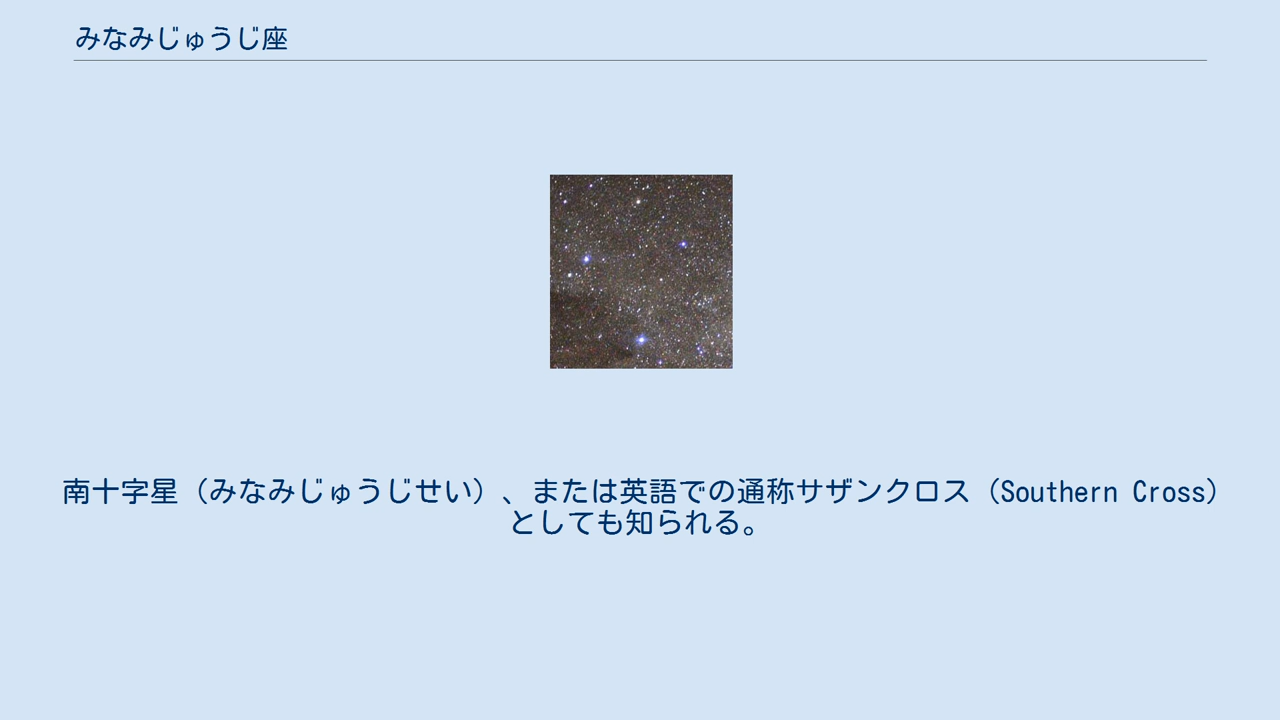 みなみじゅうじ座
南十字星（みなみじゅうじせい）、または英語での通称サザンクロス（Southern Cross）
としても知られる。